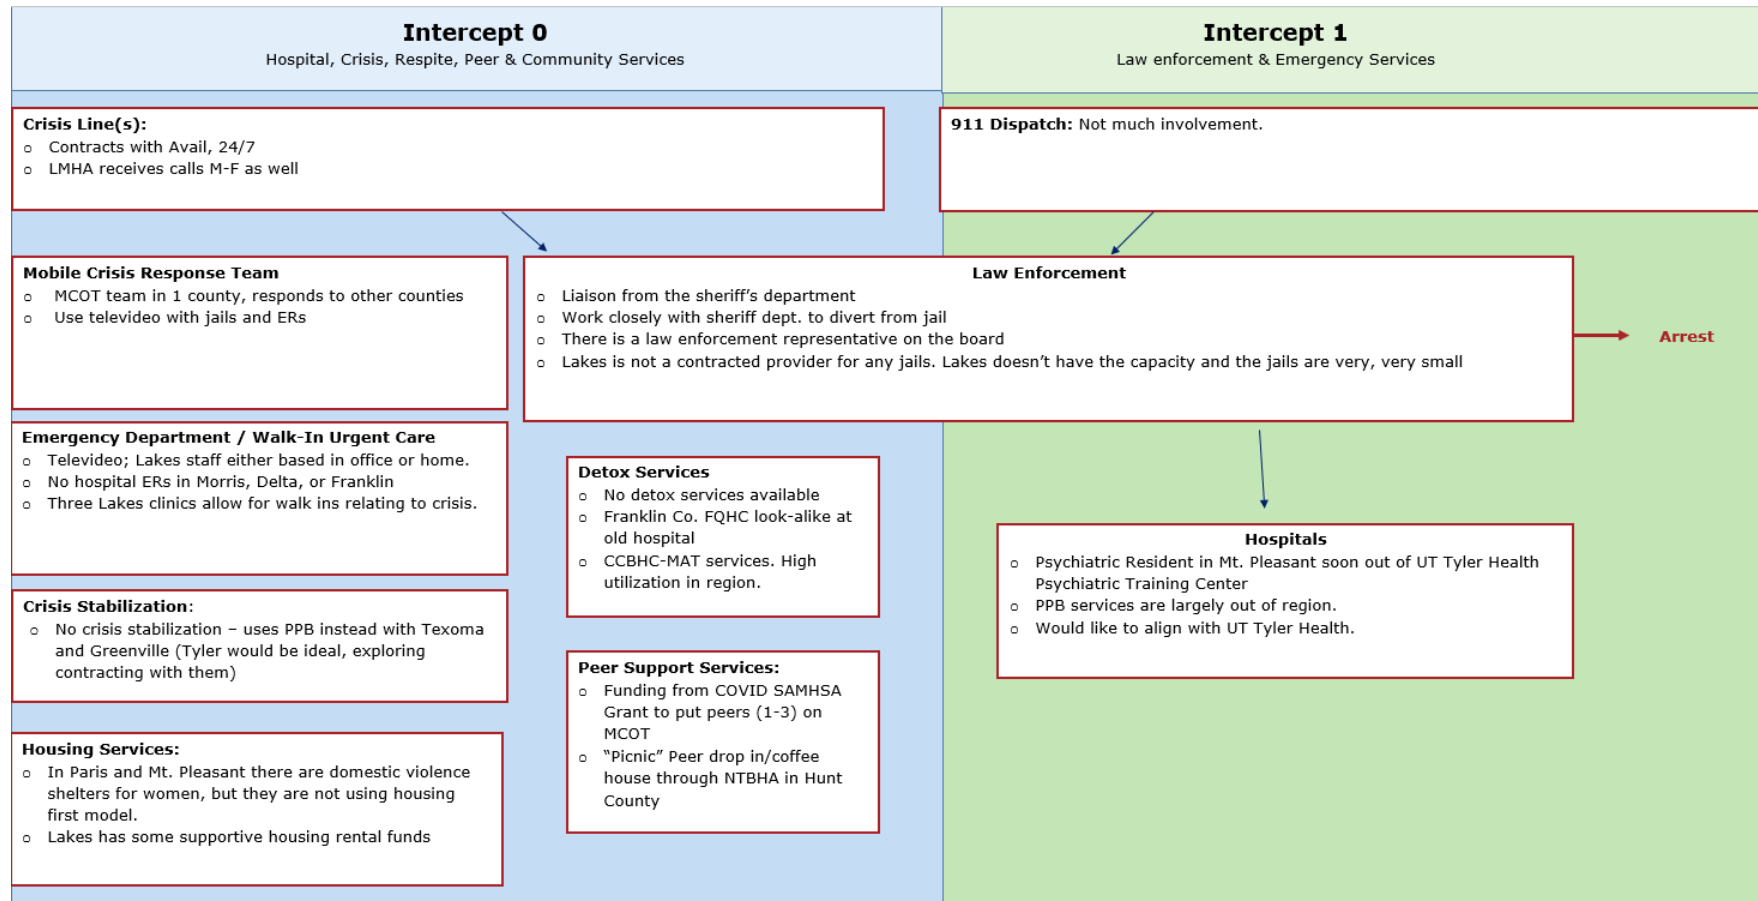 Intercept 0
Hospital, Crisis, Respite, Peer & Community Services
Intercept 1
Law enforcement & Emergency Services
Crisis Line(s):
o Contracts with Avail, 24/7
o LMHA receives calls M-F as well
911 Dispatch: Not much involvement.
Mobile Crisis Response Team
o MCOT team in 1 county, responds to other counties
o Use televideo with jails and ERs
Law Enforcement
o Liaison from the sheriff’s department
o Work closely with sheriff dept. to divert from jail
o There is a law enforcement representative on the board
o Lakes is not a contracted provider for any jails. Lakes doesn’t have the capacity and the jails are very, very small
Arrest
Emergency Department / Walk-In Urgent Care
o Televideo; Lakes staff either based in office or home.
o No hospital ERs in Morris, Delta, or Franklin
o Three Lakes clinics allow for walk ins relating to crisis.
Detox Services
o No detox services available
o Franklin Co. FQHC look-alike at
old hospital
o CCBHC-MAT services. High
utilization in region.
Hospitals
o Psychiatric Resident in Mt. Pleasant soon out of UT Tyler Health
Psychiatric Training Center
o PPB services are largely out of region.
o Would like to align with UT Tyler Health.
Crisis Stabilization:
o No crisis stabilization – uses PPB instead with Texoma
and Greenville (Tyler would be ideal, exploring
contracting with them)
Peer Support Services:
o Funding from COVID SAMHSA
Grant to put peers (1-3) on
MCOT
o “Picnic” Peer drop in/coffee
house through NTBHA in Hunt
County
Housing Services:
o In Paris and Mt. Pleasant there are domestic violence
shelters for women, but they are not using housing
first model.
o Lakes has some supportive housing rental funds